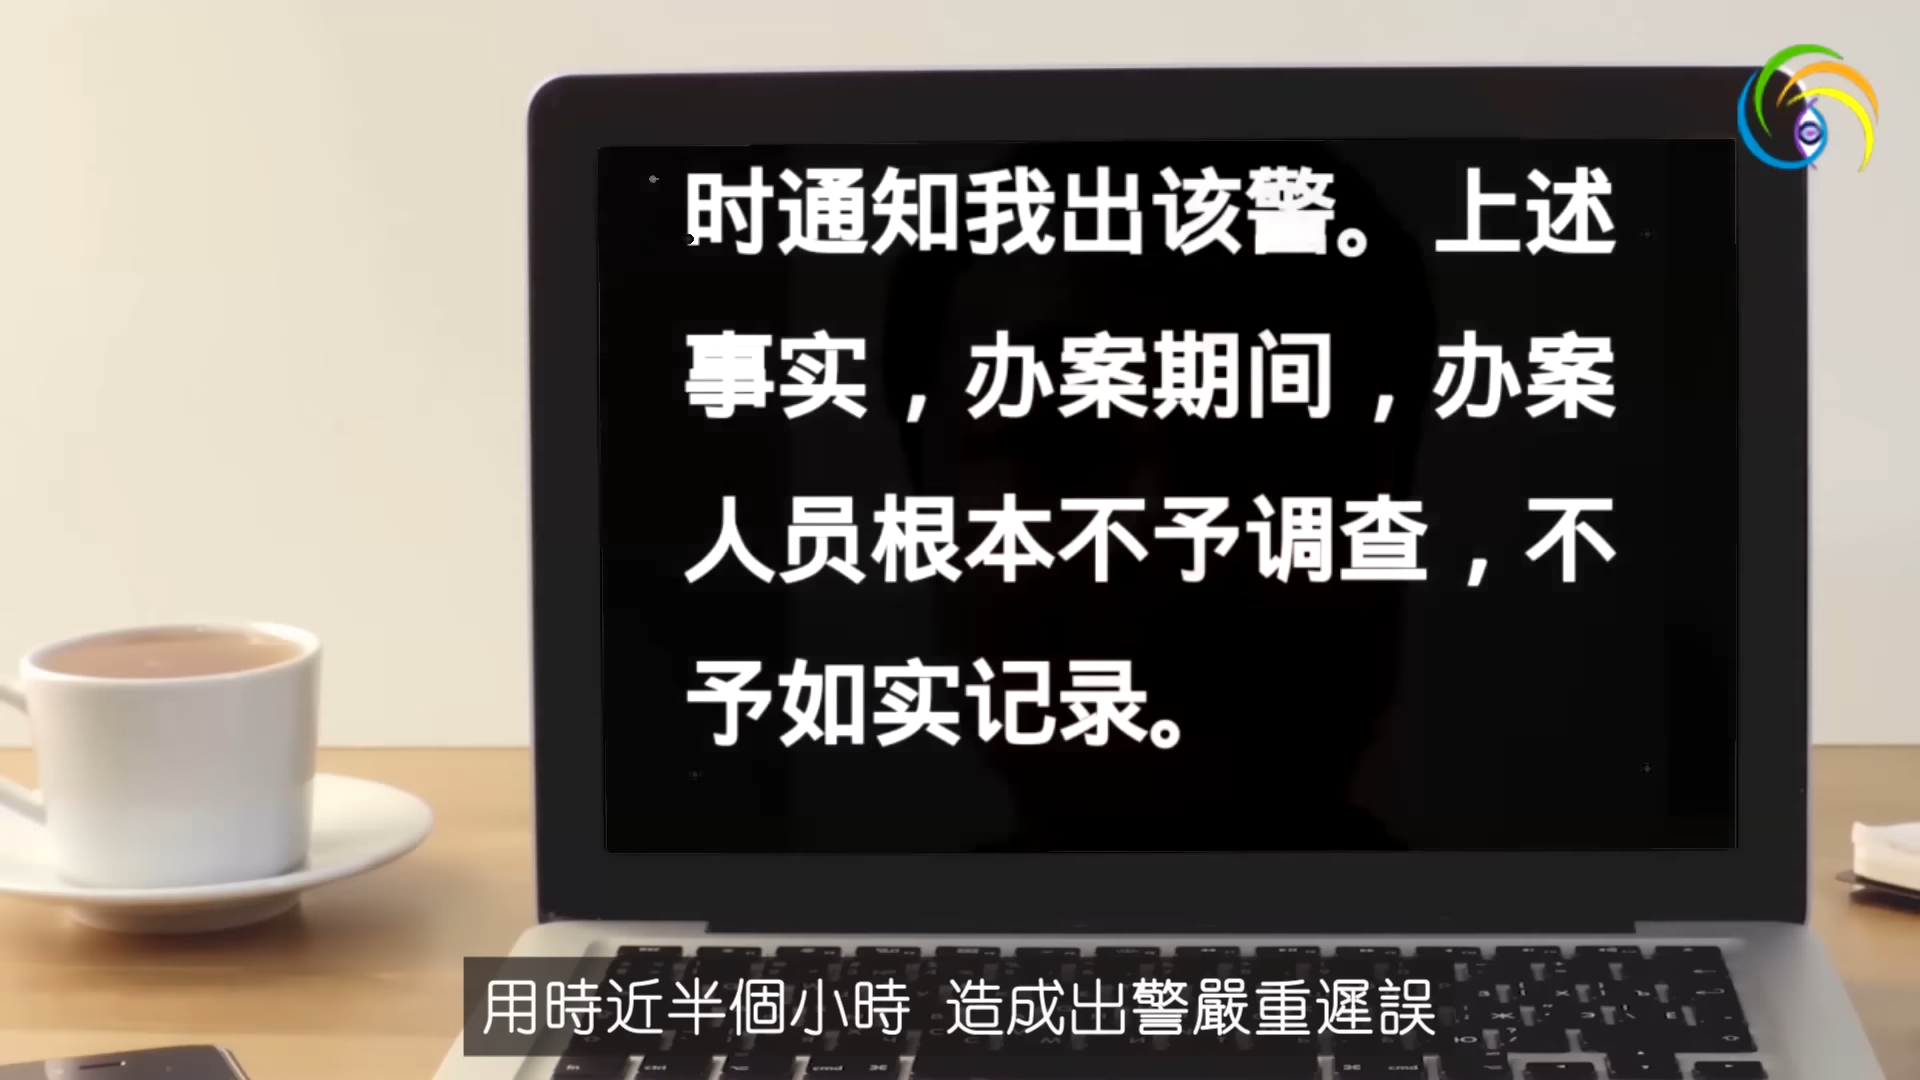 时通知我出该警。上述
事实，办案期间，办案
人员根本不予调查，不
予如实记录。
用時近半個小時 造成出警嚴重遲誤